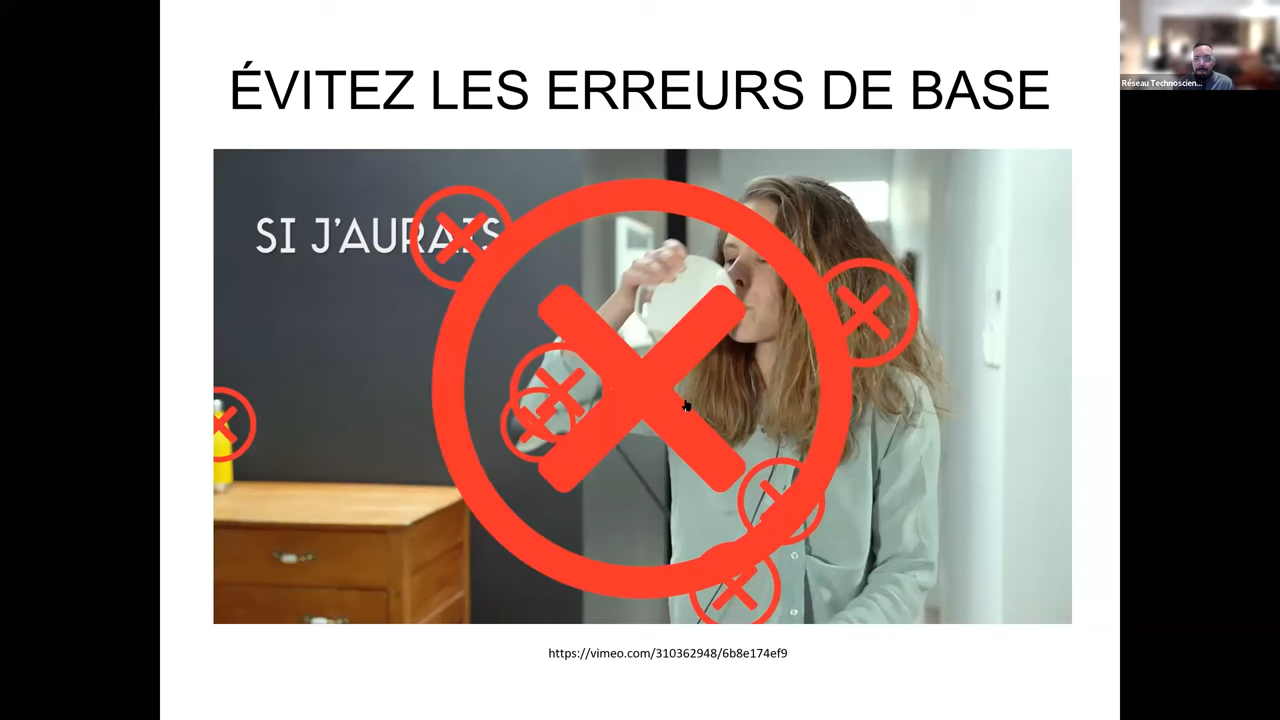 ÉVITEZ LES ERREURS DE BASE
Réseau Technoscien...
SI J'AURAIS
https://vimeo.com/310362948/6b8e174ef9